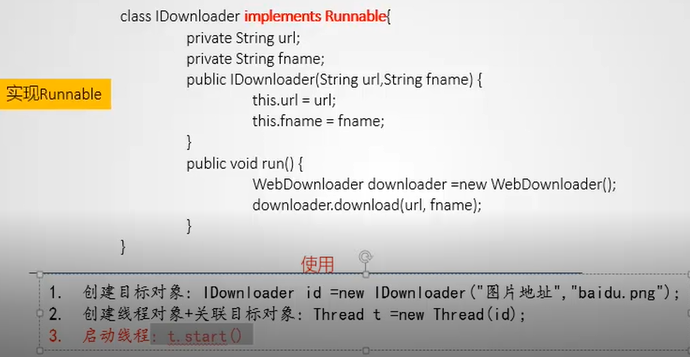 class IDownloader implements Runnable{
private String url;
private String fname;
public IDownloader(String url,String fname) {
this.url = url;
this.fname = fname;
}
public void run() {
WebDownloader downloader =new WebDownloader();
downloader.download(url, fname);
}
}
实现Runnable
使用
1. 创建目标对象: IDownloader id =new IDownloader("图片地址","baidu.png");
2. 创建线程对象+关联目标对象: Thread t =new Thread(id);
3. 启动线程: t.start()